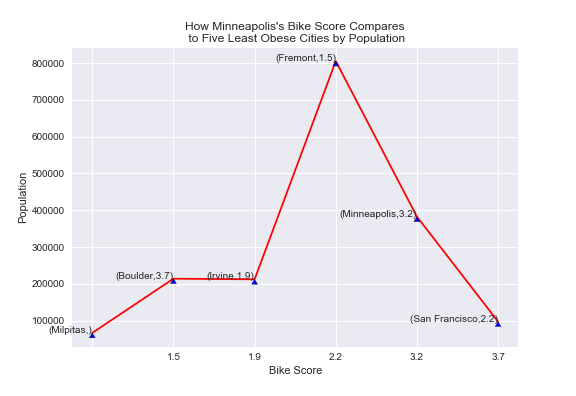 How Minneapolis's Bike Score Compares
to Five Least Obese Cities by Population
800000
700000
600000
500000
400000
300000
200000
100000
Population
(Fremont,1.5)
(Minneapolis,3.2)
(Boulder,3.7)
(Irvine,1.9)
(San Francisco,2.2)
(Milpitas,)
1.5
1.9
2.2
3.2
3.7
Bike Score